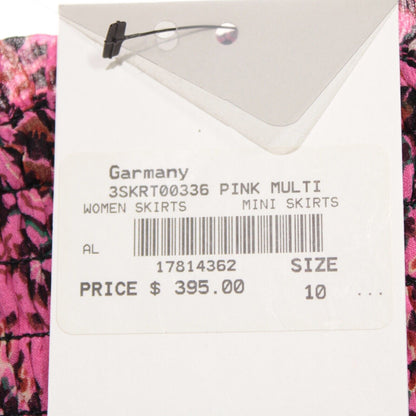 Garmany
3SKRT00336 PINK MULTI
WOMEN SKIRTS MINI SKIRTS
AL
17814362 SIZE
PRICE $ 395.00 10 ...